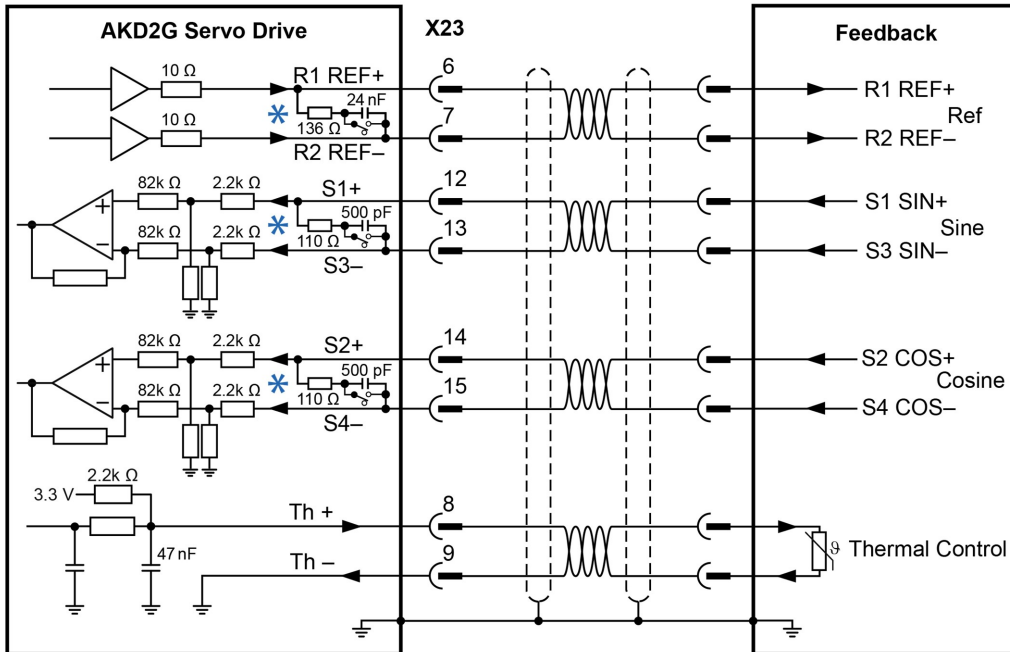 AKD2G Servo Drive
X23
Feedback
10 Ω
R1 REF+
6
R1 REF+
24 nF
*
Ref
10 Ω
136 Ω
7
R2 REF–
R2 REF–
82k Ω
2.2k Ω
S1+
12
S1 SIN+
+
500 pF
*
Sine
–
82k Ω
2.2k Ω
110 Ω
13
S3–
S3 SIN–
82k Ω
2.2k Ω
S2+
14
S2 COS+
+
500 pF
*
Cosine
–
82k Ω
2.2k Ω
110 Ω
15
S4–
S4 COS–
2.2k Ω
3.3 V
Th +
8
47 nF
ϑ Thermal Control
Th –
9